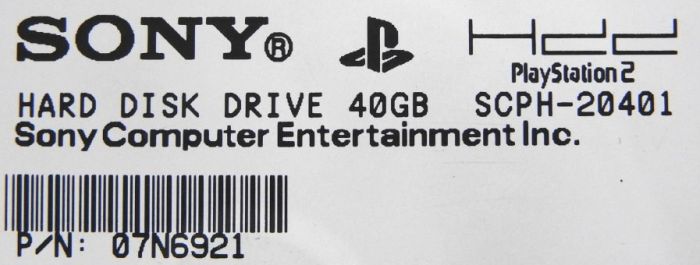 SONY®
Hdd
PlayStation 2
HARD DISK DRIVE 40GB SCPH-20401
Sony Computer Entertainment Inc.
P/N: 07N6921